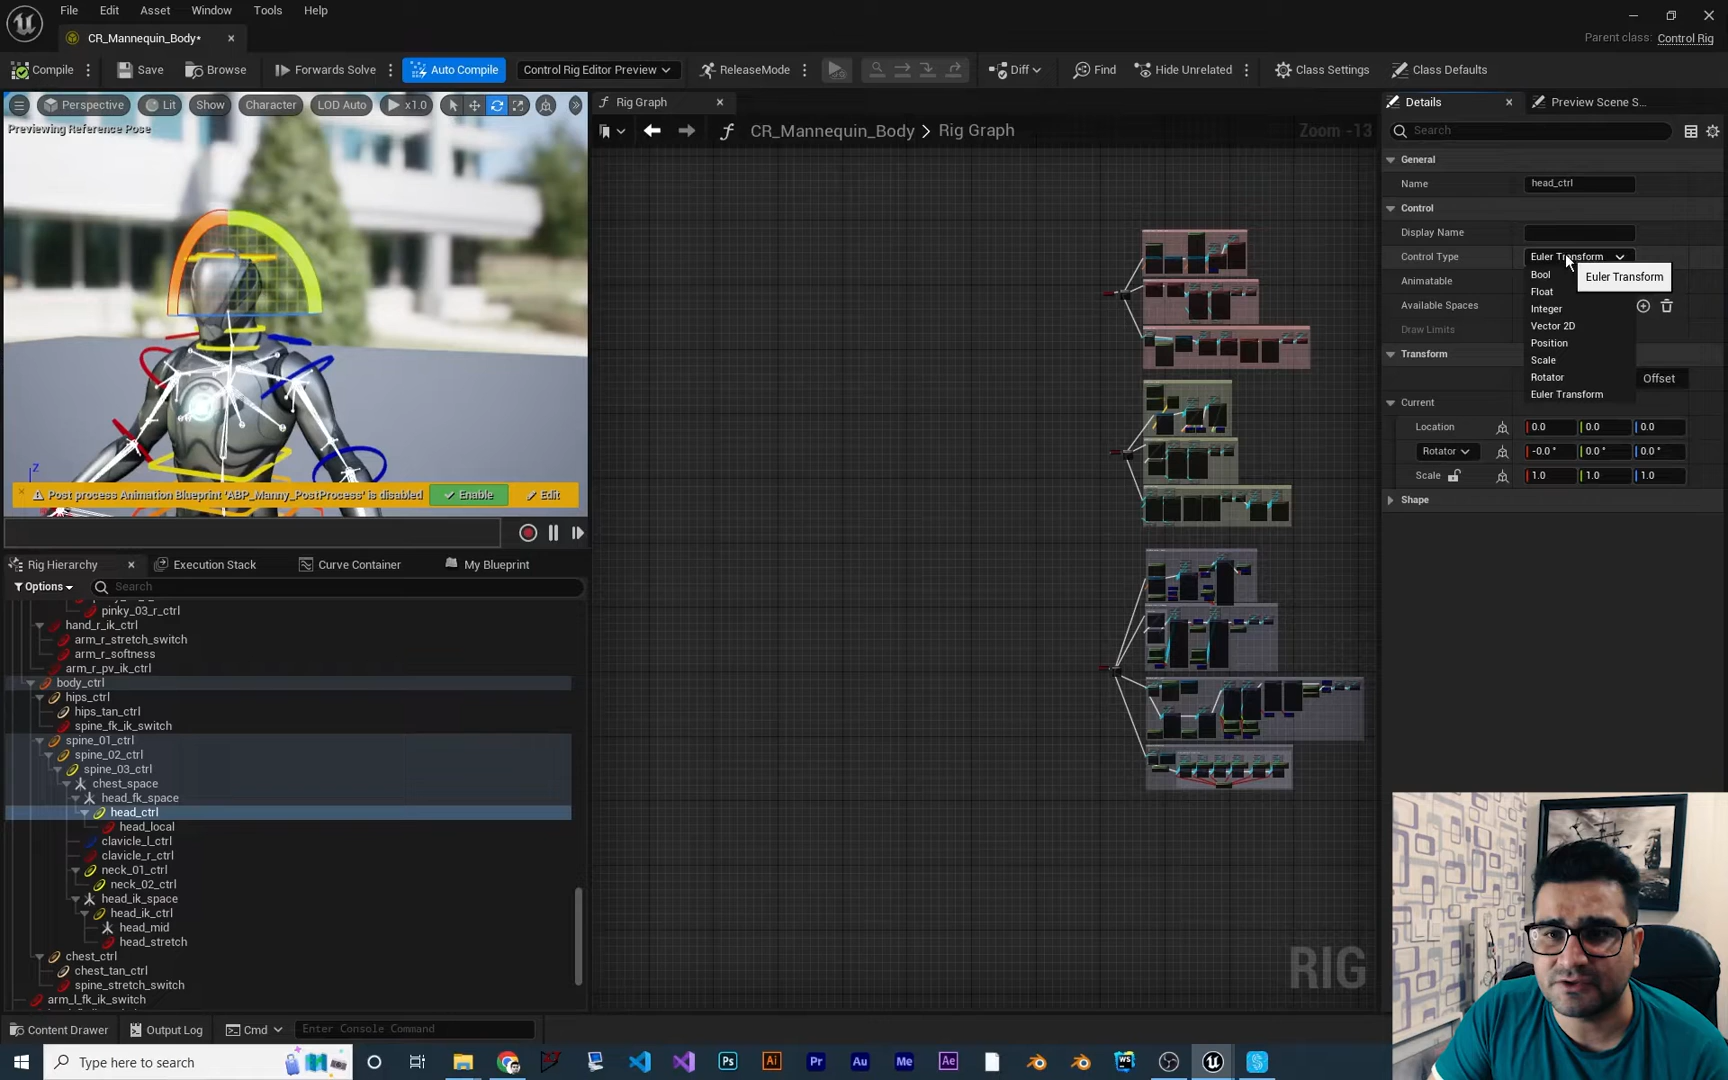 File Edit Asset Window Tools Help
CR_Mannequin_Body*
Parent class: Control Rig
Compile Save Browse Forwards Solve Auto Compile Control Rig Editor Preview ReleaseMode Diff Find Hide Unrelated Class Settings Class Defaults
Perspective Lit Show Character LOD Auto x1.0
Previewing Reference Pose
Z
Post process Animation Blueprint 'ABP_Manny_PostProcess' is disabled Enable Edit
Rig Graph
CR_Mannequin_Body > Rig Graph
Zoom -13
RIG
Details Preview Scene S...
Search
General
Name head_ctrl
Control
Display Name
Control Type Euler Transform
Bool
Euler Transform
Animatable
Float
Available Spaces
Integer
Draw Limits
Vector 2D
Position
Transform
Scale
Rotator
Offset
Euler Transform
Current
Location 0.0 0.0 0.0
Rotator -0.0 ° 0.0 ° 0.0 °
Scale 1.0 1.0 1.0
Shape
Rig Hierarchy Execution Stack Curve Container My Blueprint
Options Search
pinky_03_r_ctrl
hand_r_ik_ctrl
arm_r_stretch_switch
arm_r_softness
arm_r_pv_ik_ctrl
body_ctrl
hips_ctrl
hips_tan_ctrl
spine_fk_ik_switch
spine_01_ctrl
spine_02_ctrl
spine_03_ctrl
chest_space
head_fk_space
head_ctrl
head_local
clavicle_l_ctrl
clavicle_r_ctrl
neck_01_ctrl
neck_02_ctrl
head_ik_space
head_ik_ctrl
head_mid
head_stretch
chest_ctrl
chest_tan_ctrl
spine_stretch_switch
arm_l_fk_ik_switch
Content Drawer Output Log Cmd Enter Console Command
Type here to search
Ps Ai Pr Au Me Ae